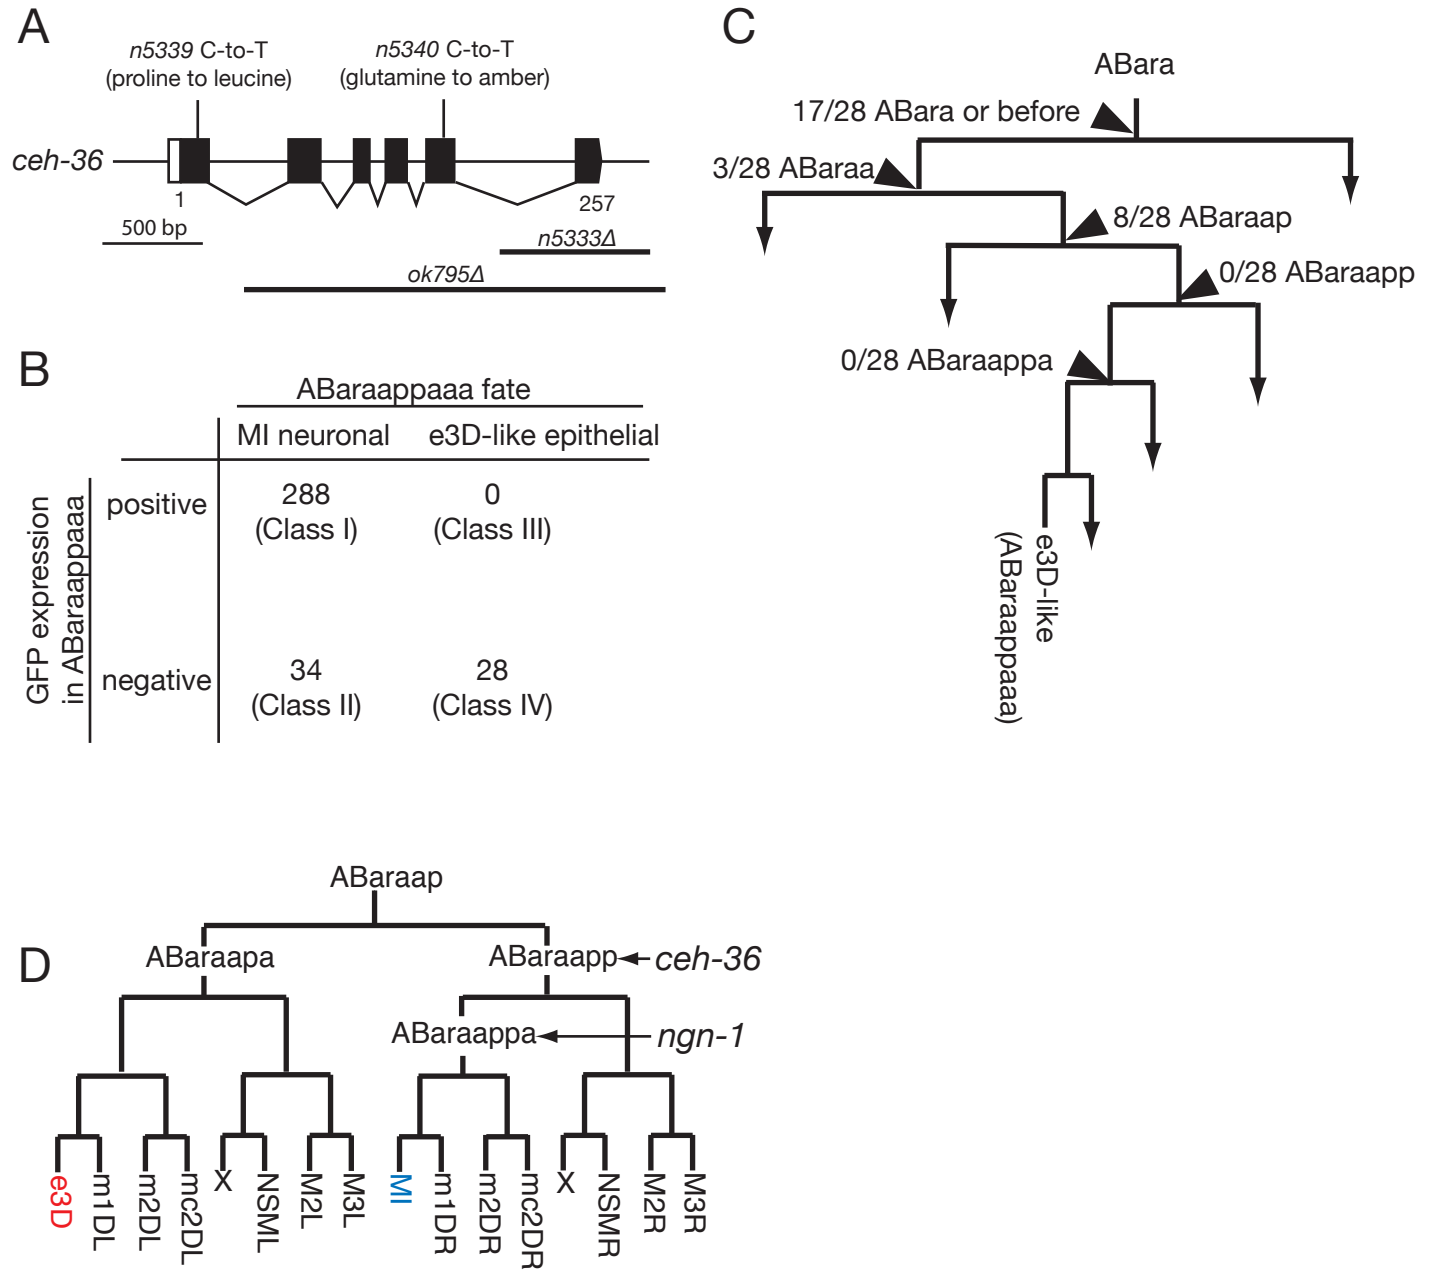 A
n5339 C-to-T
(proline to leucine)
n5340 C-to-T
(glutamine to amber)
ceh-36
1
257
500 bp
n5333Δ
ok795Δ
B
ABaraappaaa fate
MI neuronal
e3D-like epithelial
GFP expression
in ABaraappaaa
positive
288
(Class I)
0
(Class III)
negative
34
(Class II)
28
(Class IV)
C
ABara
17/28 ABara or before
3/28 ABaraa
8/28 ABaraap
0/28 ABaraapp
0/28 ABaraappa
e3D-like
(ABaraappaaa)
D
ABaraap
ABaraapa
ABaraapp
ceh-36
ABaraappa
ngn-1
e3D
m1DL
m2DL
mc2DL
X
NSML
M2L
M3L
MI
m1DR
m2DR
mc2DR
X
NSMR
M2R
M3R